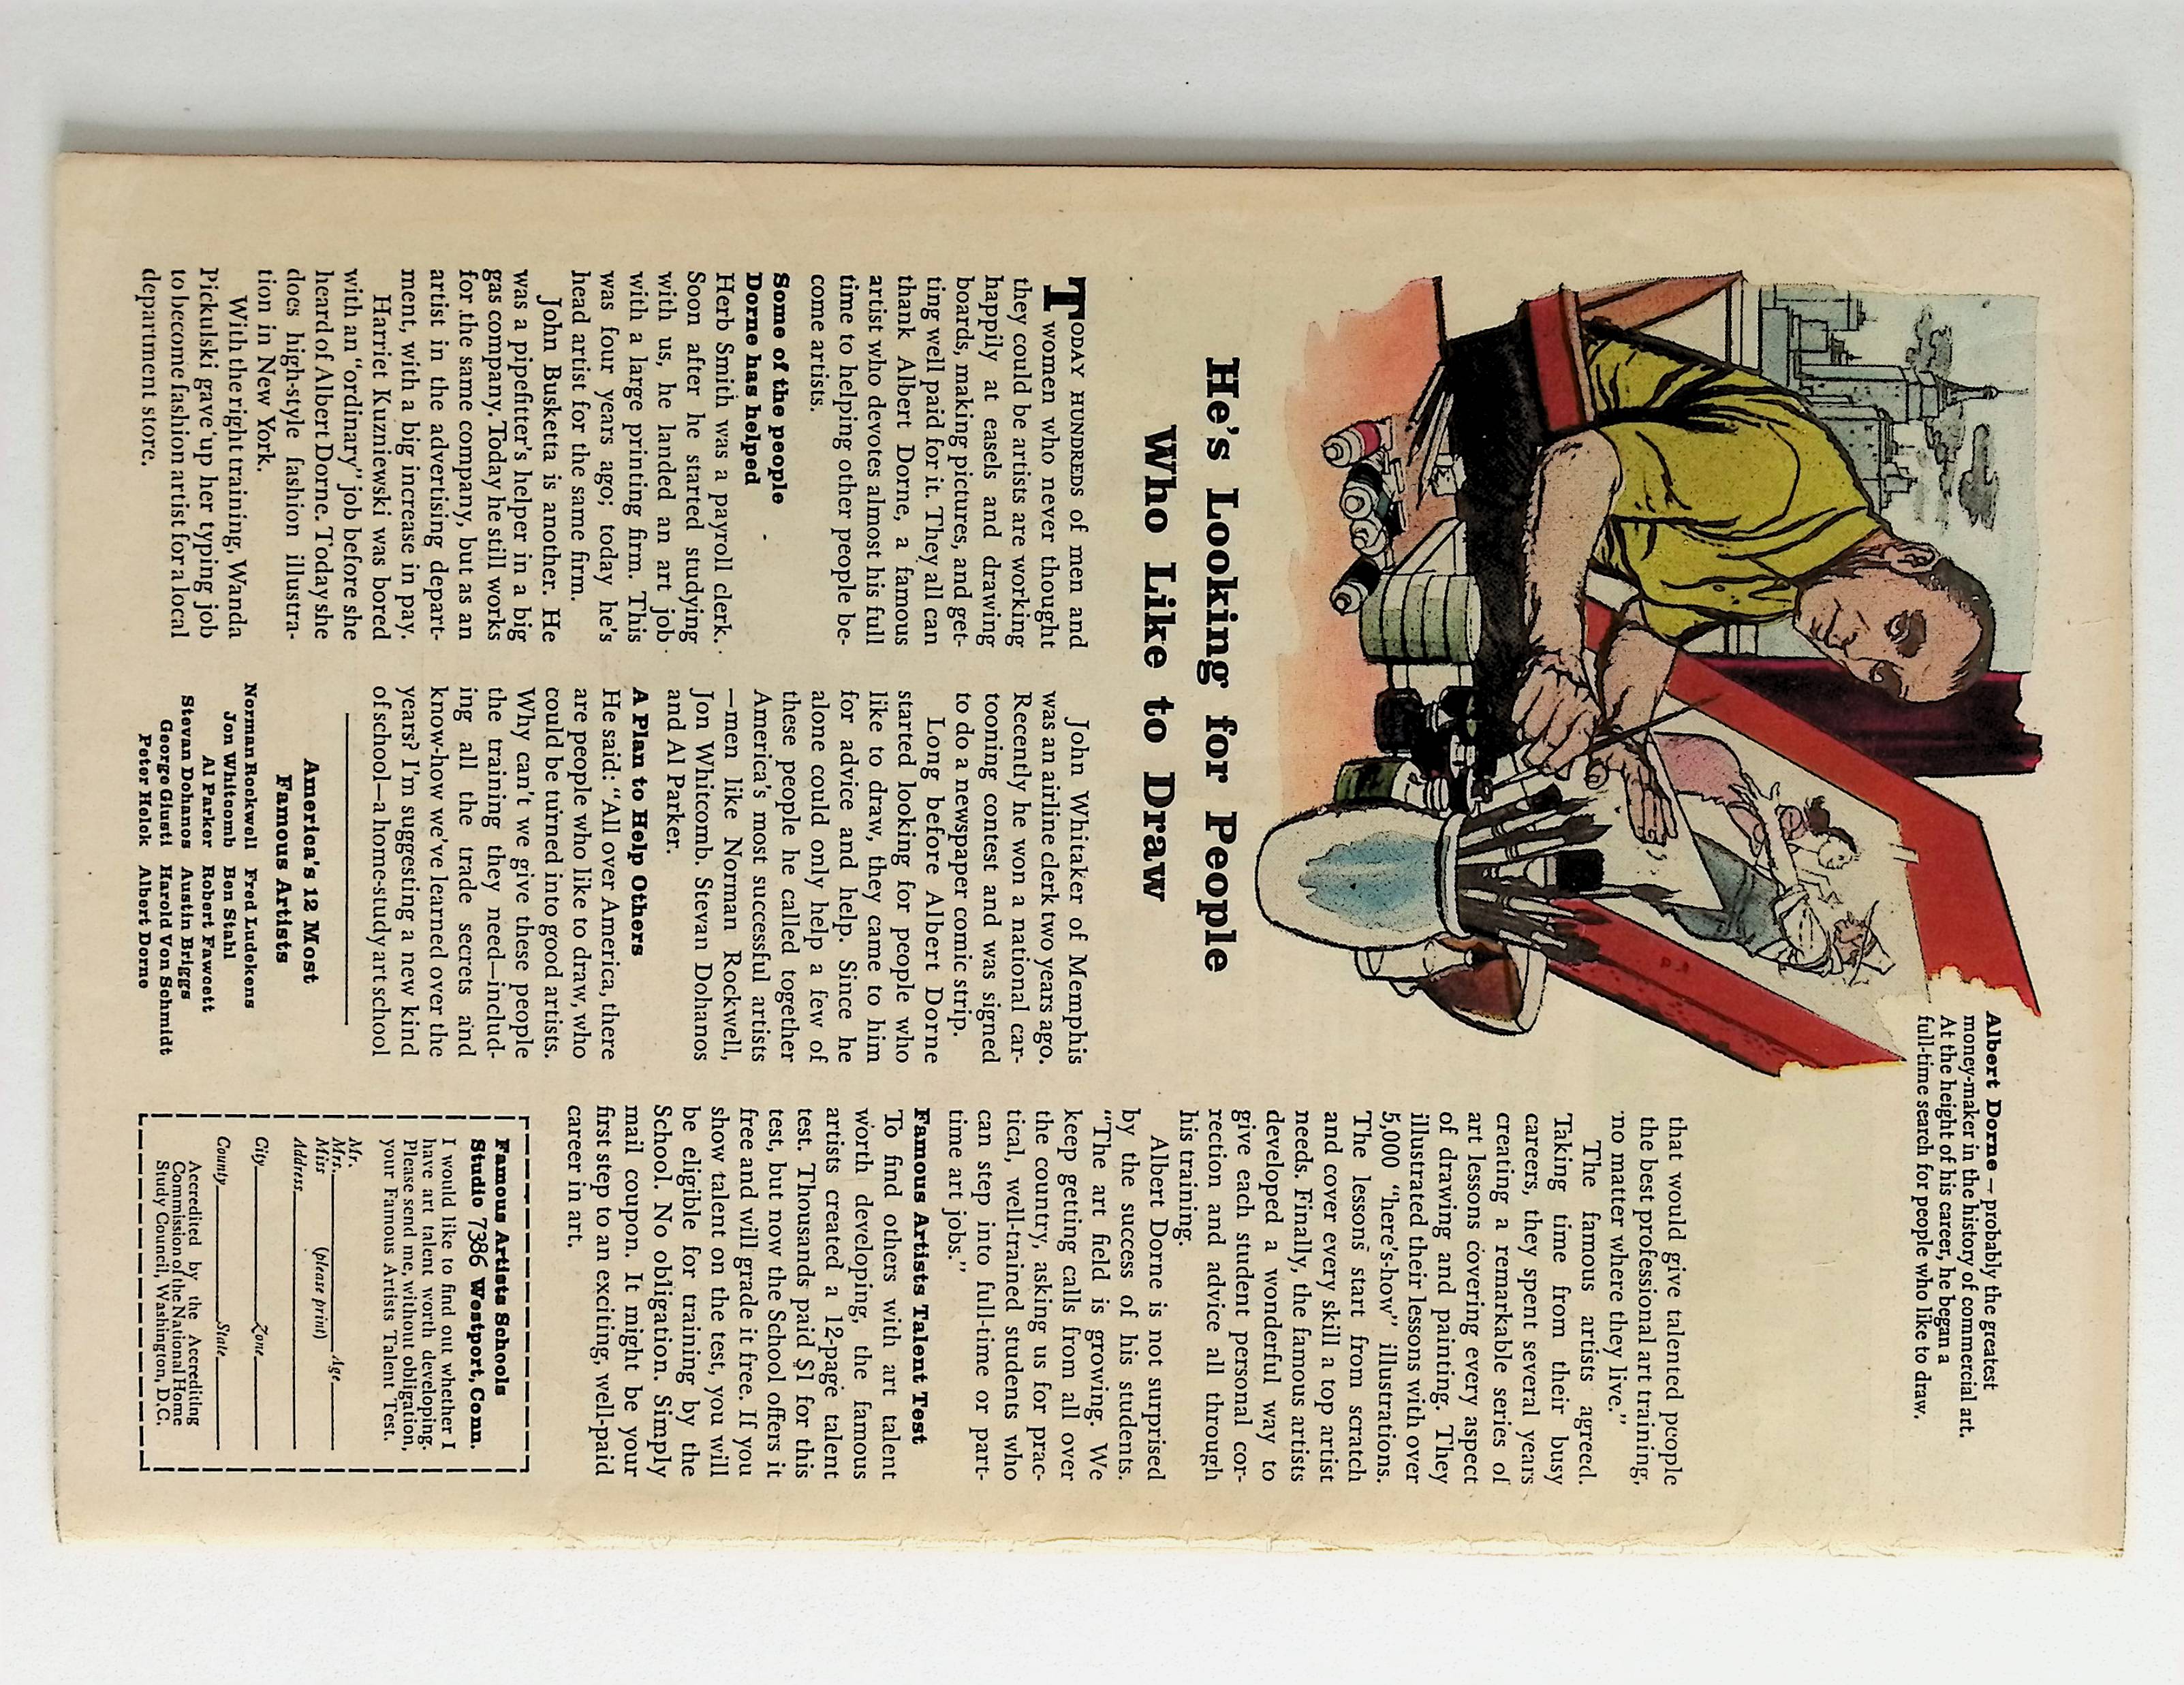 Albert Dorne – probably the greatest
money-maker in the history of commercial art.
At the height of his career, he began a
full-time search for people who like to draw.
He's Looking for People
Who Like to Draw
TODAY HUNDREDS of men and
women who never thought
they could be artists are working
happily at easels and drawing
boards, making pictures, and get-
ting well paid for it. They all can
thank Albert Dorne, a famous
artist who devotes almost his full
time to helping other people be-
come artists.
Some of the people
Dorne has helped
Herb Smith was a payroll clerk.
Soon after he started studying
with us, he landed an art job
with a large printing firm. This
was four years ago; today he's
head artist for the same firm.
John Busketta is another. He
was a pipefitter's helper in a big
gas company. Today he still works
for the same company, but as an
artist in the advertising depart-
ment, with a big increase in pay.
Harriet Kuzniewski was bored
with an "ordinary" job before she
heard of Albert Dorne. Today she
does high-style fashion illustra-
tion in New York.
With the right training, Wanda
Pickulski gave up her typing job
to become fashion artist for a local
department store.
John Whitaker of Memphis
was an airline clerk two years ago.
Recently he won a national car-
tooning contest and was signed
to do a newspaper comic strip.
Long before Albert Dorne
started looking for people who
like to draw, they came to him
for advice and help. Since he
alone could only help a few of
these people he called together
America's most successful artists
—men like Norman Rockwell,
Jon Whitcomb. Stevan Dohanos
and Al Parker.
A Plan to Help Others
He said: "All over America, there
are people who like to draw, who
could be turned into good artists.
Why can't we give these people
the training they need—includ-
ing all the trade secrets and
know-how we've learned over the
years? I'm suggesting a new kind
of school—a home-study art school
America's 12 Most
Famous Artists
Norman Rockwell Fred Ludekens
Jon Whitcomb Ben Stahl
Al Parker Robert Fawcett
Stevan Dohanos Austin Briggs
George Giusti Harold Von Schmidt
Peter Helck Albert Dorne
that would give talented people
the best professional art training,
no matter where they live."
The famous artists agreed.
Taking time from their busy
careers, they spent several years
creating a remarkable series of
art lessons covering every aspect
of drawing and painting. They
illustrated their lessons with over
5,000 "here's-how" illustrations.
The lessons start from scratch
and cover every skill a top artist
needs. Finally, the famous artists
developed a wonderful way to
give each student personal cor-
rection and advice all through
his training.
Albert Dorne is not surprised
by the success of his students.
"The art field is growing. We
keep getting calls from all over
the country, asking us for prac-
tical, well-trained students who
can step into full-time or part-
time art jobs."
Famous Artists Talent Test
To find others with art talent
worth developing, the famous
artists created a 12-page talent
test. Thousands paid $1 for this
test, but now the School offers it
free and will grade it free. If you
show talent on the test, you will
be eligible for training by the
School. No obligation. Simply
mail coupon. It might be your
first step to an exciting, well-paid
career in art.
Famous Artists Schools
Studio 7386 Westport, Conn.
I would like to find out whether I
have art talent worth developing.
Please send me, without obligation,
your Famous Artists Talent Test.
Mr.
Mrs. Age
Miss (please print)
Address
City Zone
County State
Accredited by the Accrediting
Commission of the National Home
Study Council, Washington, D.C.